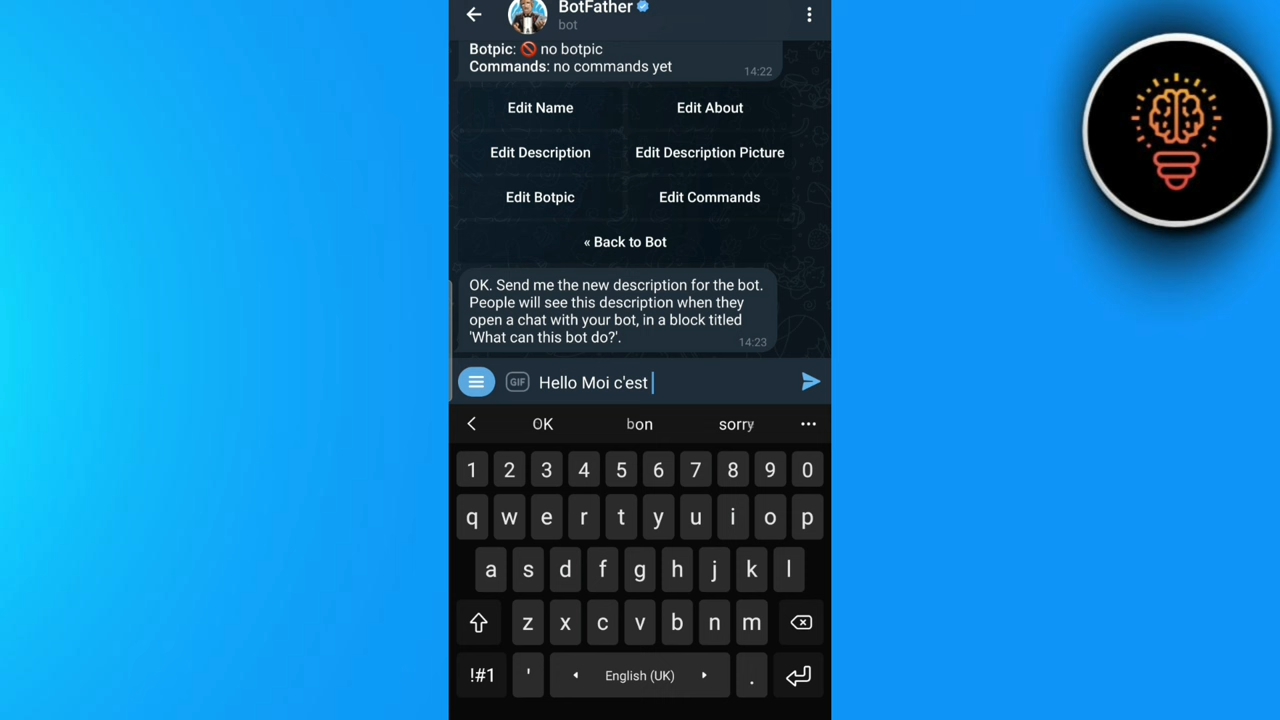 BotFather
bot
Botpic: 🚫 no botpic
Commands: no commands yet
14:22
Edit Name
Edit About
Edit Description
Edit Description Picture
Edit Botpic
Edit Commands
« Back to Bot
OK. Send me the new description for the bot.
People will see this description when they
open a chat with your bot, in a block titled
'What can this bot do?'.
14:23
GIF
Hello Moi c'est
OK
bon
sorry
1 2 3 4 5 6 7 8 9 0
q w e r t y u i o p
a s d f g h j k l
z x c v b n m
!#1
'
English (UK)
.